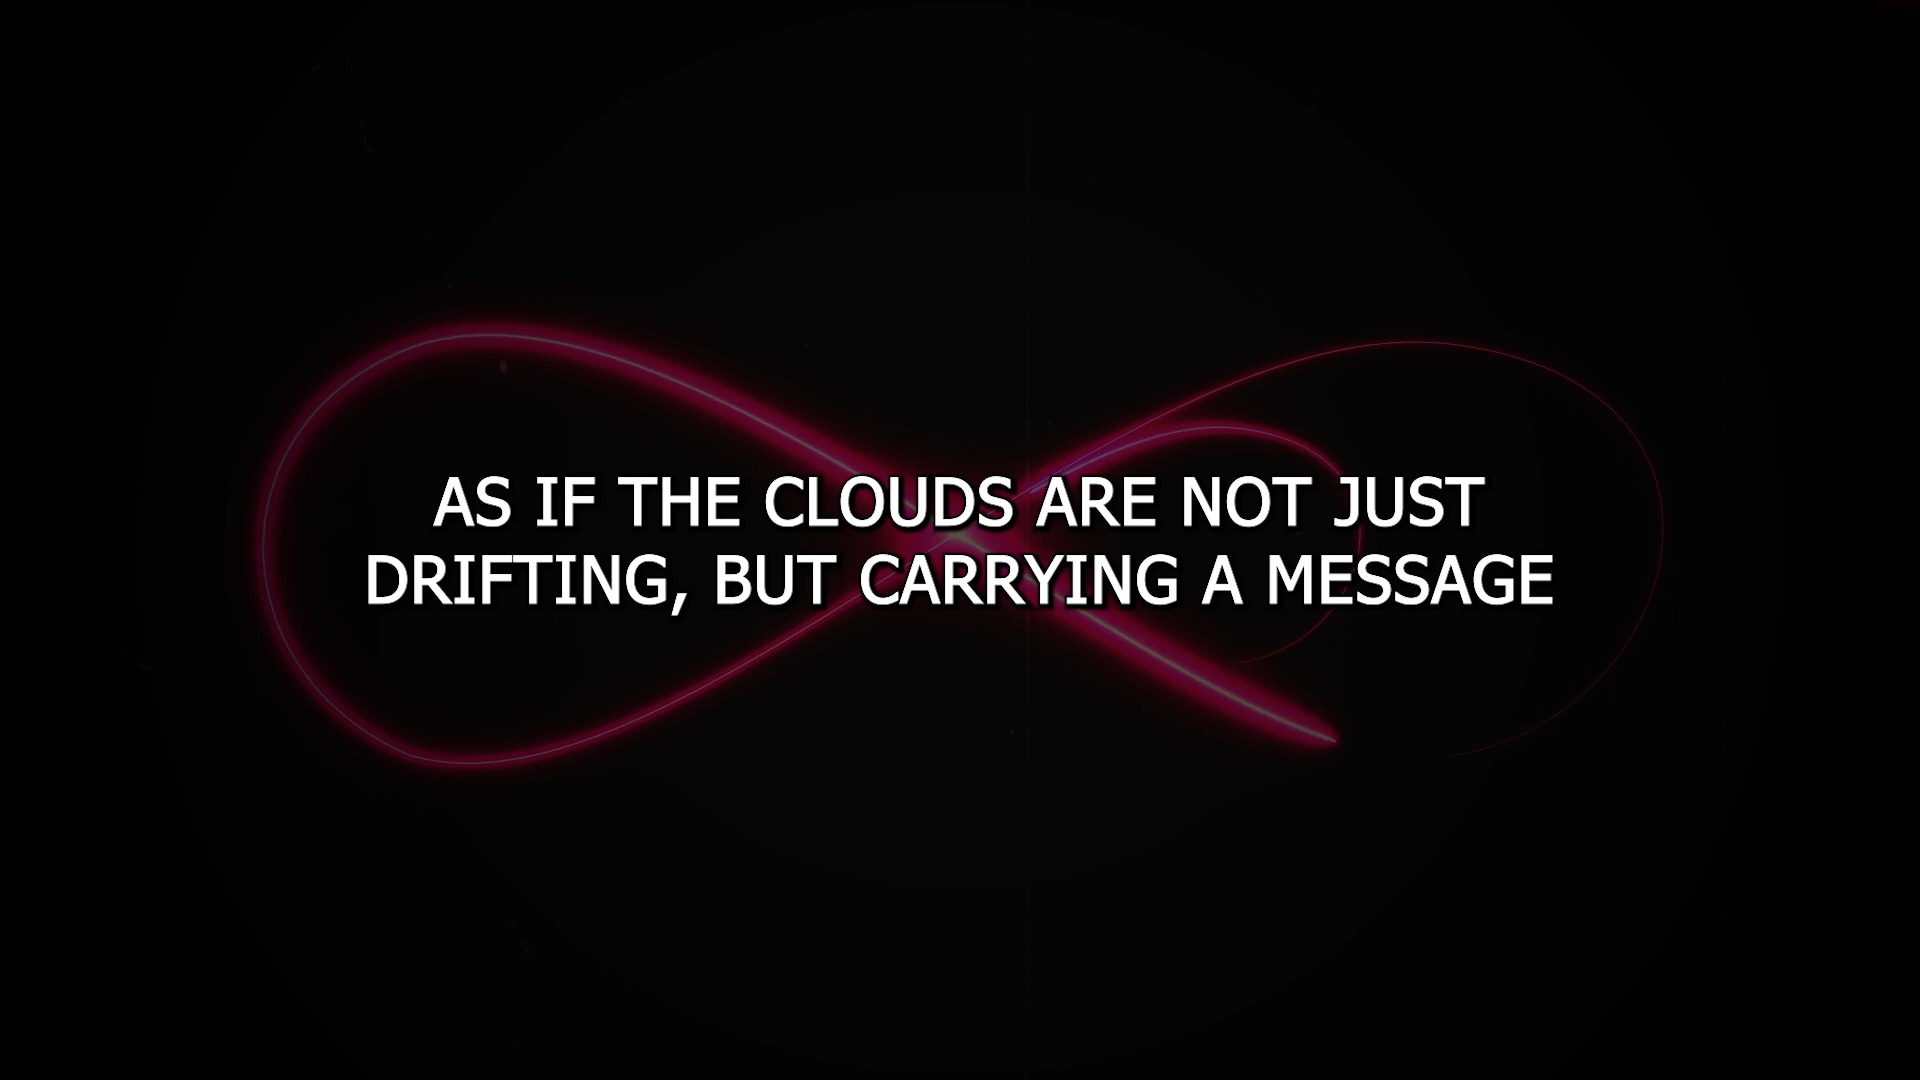 AS IF THE CLOUDS ARE NOT JUST
DRIFTING, BUT CARRYING A MESSAGE